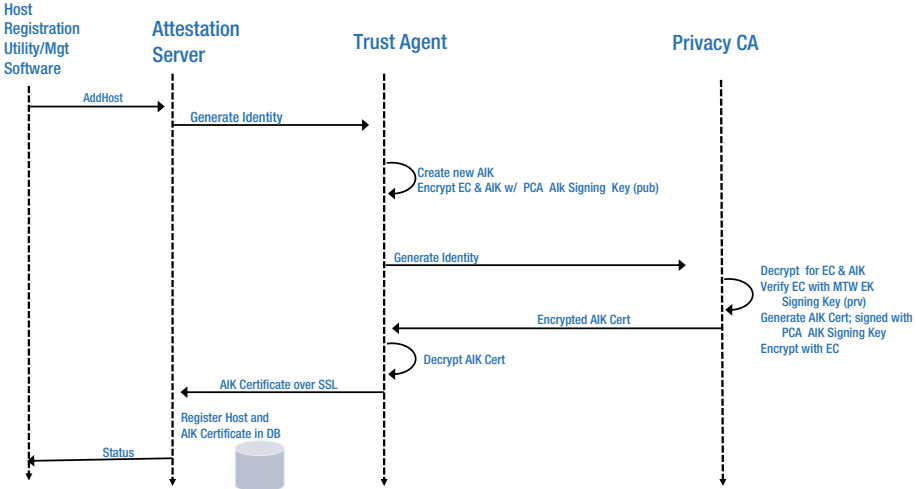 Host
Registration
Utility/Mgt
Software
Attestation
Server
Trust Agent
Privacy CA
AddHost
Generate Identity
Create new AIK
Encrypt EC & AIK w/ PCA AIk Signing Key (pub)
Generate Identity
Decrypt for EC & AIK
Verify EC with MTW EK
Signing Key (prv)
Generate AIK Cert; signed with
PCA AIK Signing Key
Encrypt with EC
Encrypted AIK Cert
Decrypt AIK Cert
AIK Certificate over SSL
Register Host and
AIK Certificate in DB
Status